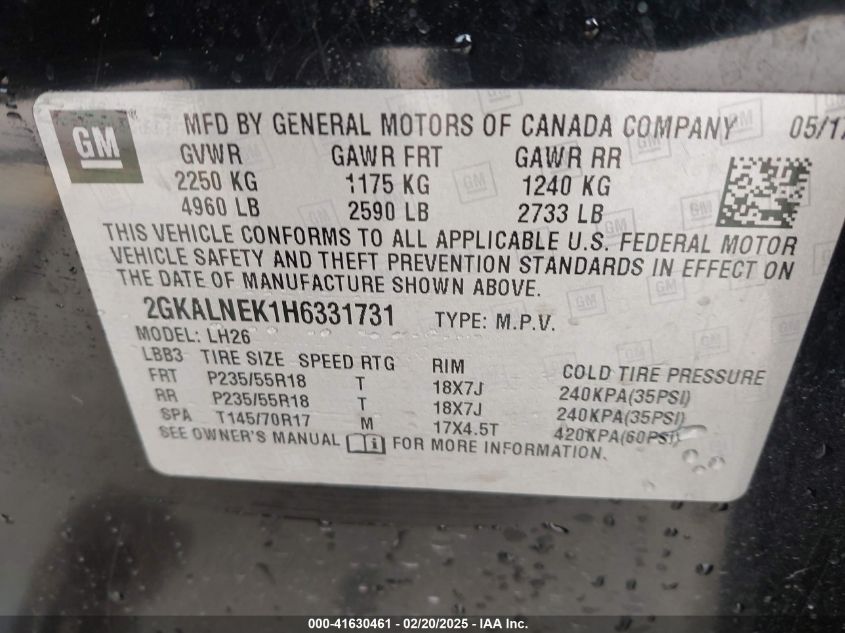 GM
MFD BY GENERAL MOTORS OF CANADA COMPANY 05/17
GVWR GAWR FRT GAWR RR
2250 KG 1175 KG 1240 KG
4960 LB 2590 LB 2733 LB
THIS VEHICLE CONFORMS TO ALL APPLICABLE U.S. FEDERAL MOTOR
VEHICLE SAFETY AND THEFT PREVENTION STANDARDS IN EFFECT ON
THE DATE OF MANUFACTURE SHOWN ABOVE.
2GKALNEK1H6331731 TYPE: M.P.V.
MODEL: LH26
LBB3 TIRE SIZE SPEED RTG RIM COLD TIRE PRESSURE
FRT P235/55R18 T 18X7J 240KPA(35PSI)
RR P235/55R18 T 18X7J 240KPA(35PSI)
SPA T145/70R17 M 17X4.5T 420KPA(60PSI)
SEE OWNER'S MANUAL i FOR MORE INFORMATION.
000-41630461 - 02/20/2025 - IAA Inc.